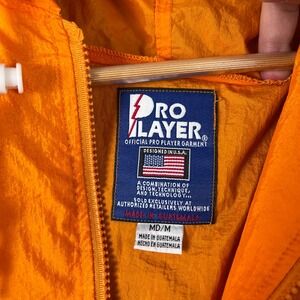 PRO
PLAYER®
OFFICIAL PRO PLAYER GARMENT
DESIGNED IN U.S.A.
A COMBINATION OF
DESIGN, TECHNIQUE,
AND TECHNOLOGY...
SOLD EXCLUSIVELY AT
AUTHORIZED RETAILERS WORLDWIDE
MADE IN GUATEMALA
MD/M
MADE IN GUATEMALA
HECHO EN GUATEMALA